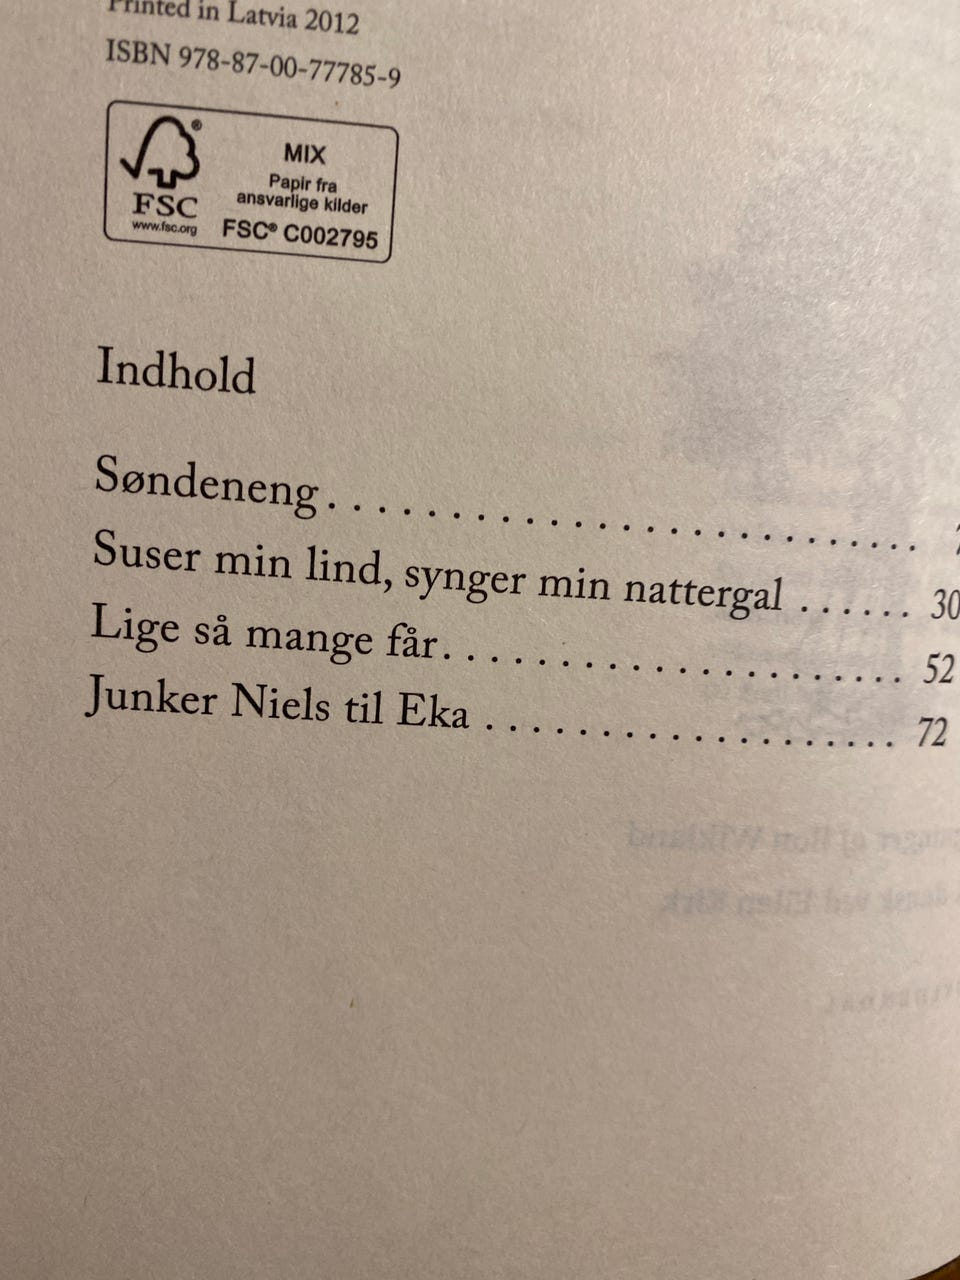 Printed in Latvia 2012
ISBN 978-87-00-77785-9
MIX
Papir fra
ansvarlige kilder
FSC® C002795
FSC
www.fsc.org
Indhold
Søndeneng . . . . . . . . . . . . . . . . . . . . . . . .
Suser min lind, synger min nattergal . . . . . . 30
Lige så mange får. . . . . . . . . . . . . . . . . . . . 52
Junker Niels til Eka . . . . . . . . . . . . . . . . . . 72